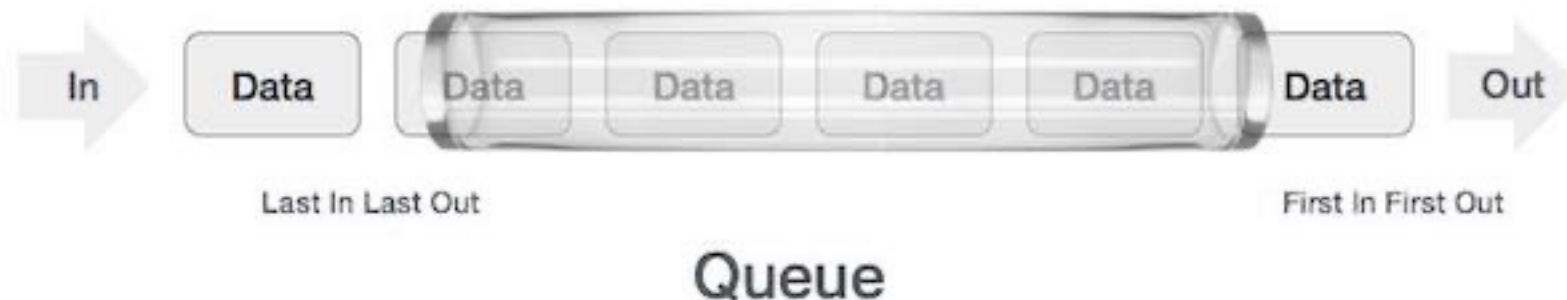 In Data Data Data Data Data Data Out
Last In Last Out First In First Out
Queue